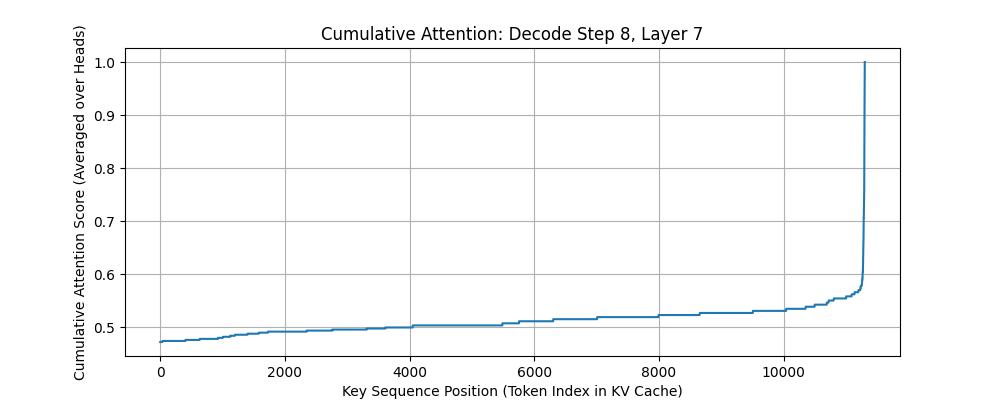 Cumulative Attention: Decode Step 8, Layer 7
Cumulative Attention Score (Averaged over Heads)
1.0
0.9
0.8
0.7
0.6
0.5
0 2000 4000 6000 8000 10000
Key Sequence Position (Token Index in KV Cache)